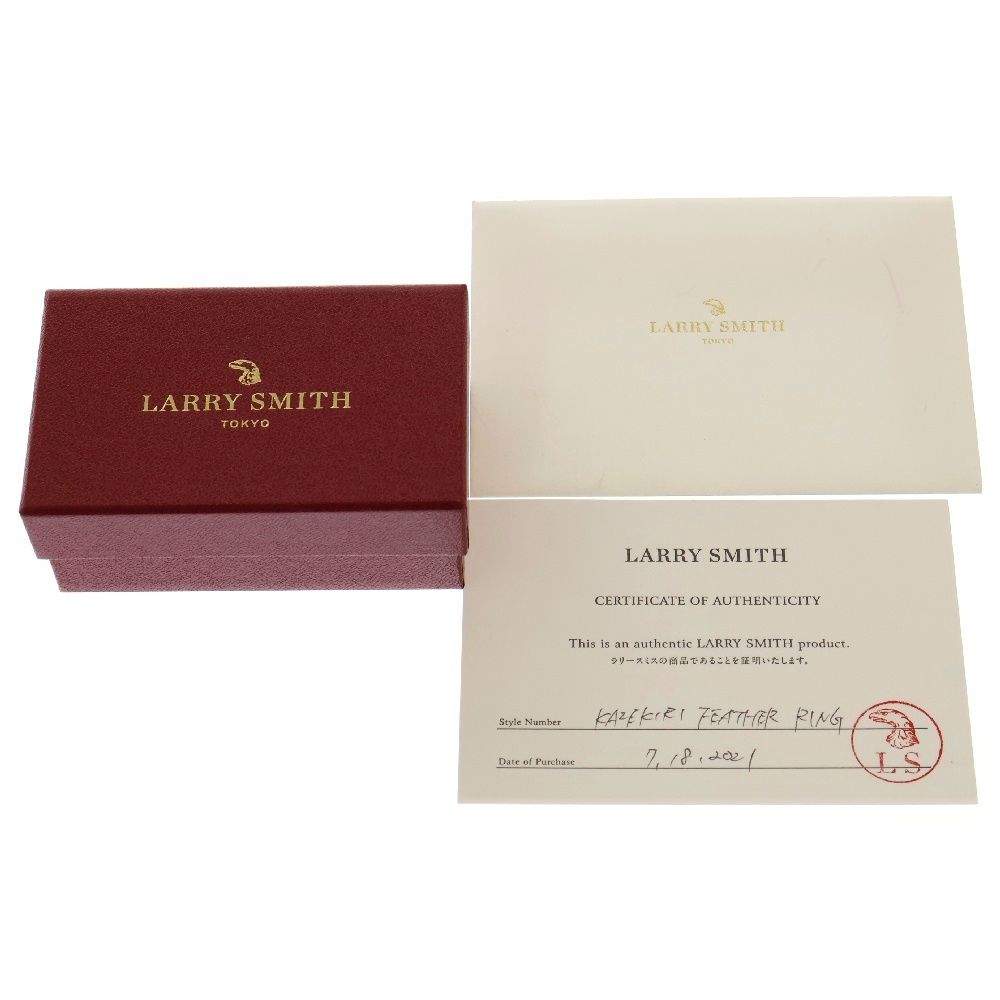 LARRY SMITH
TOKYO
LARRY SMITH
TOKYO
LARRY SMITH
CERTIFICATE OF AUTHENTICITY
This is an authentic LARRY SMITH product.
ラリースミスの商品であることを証明いたします。
Style Number KAZEKIRI FEATHER RING
Date of Purchase 7.18.2021
LS